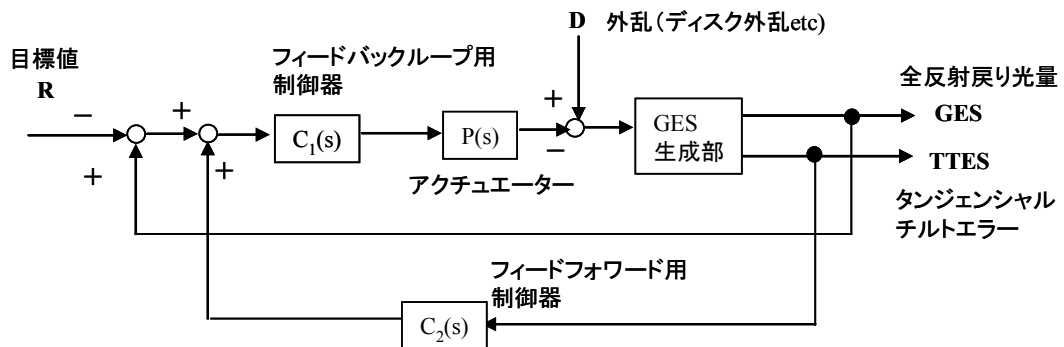 D 外乱(ディスク外乱etc)
目標値
R
フィードバックループ用
制御器
全反射戻り光量
GES
− + + +
C₁(s)
P(s)
GES
生成部
+ + −
アクチュエーター
TTES
タンジェンシャル
チルトエラー
フィードフォワード用
制御器
C₂(s)